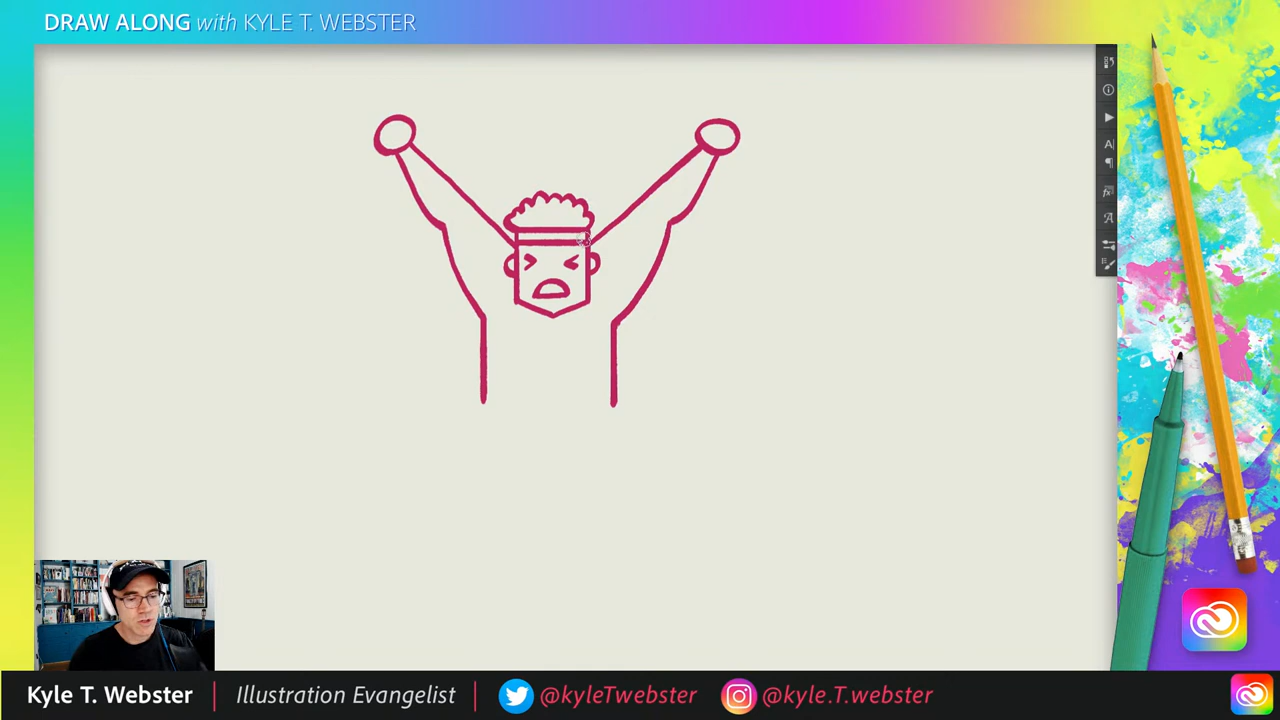 DRAW ALONG with KYLE T. WEBSTER
Kyle T. Webster | Illustration Evangelist | @kyleTwebster @kyle.T.webster